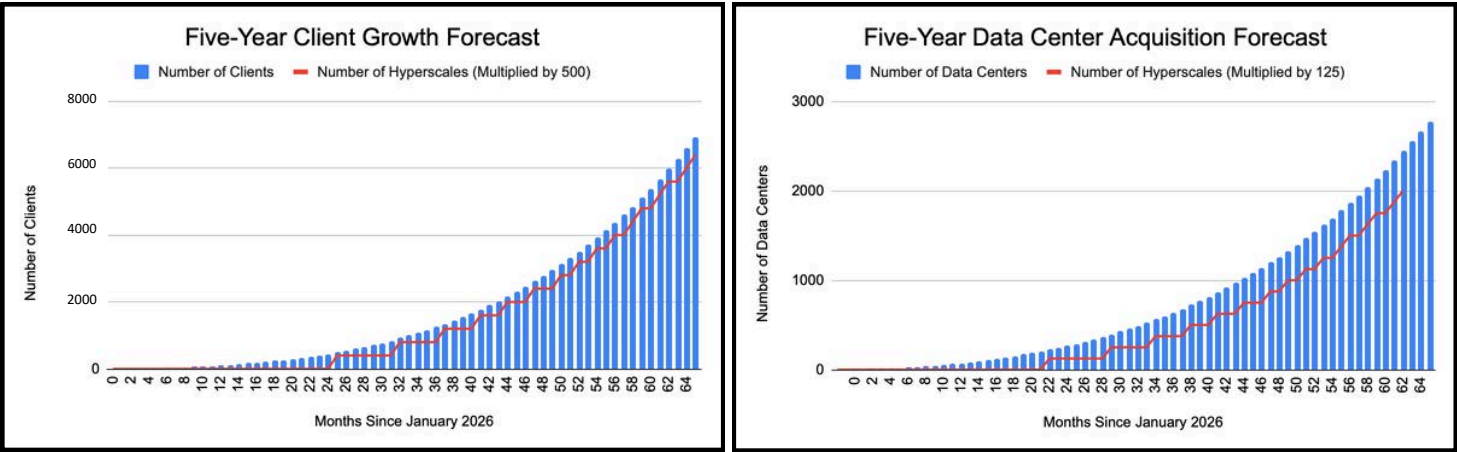 Five-Year Client Growth Forecast
Number of Clients Number of Hyperscales (Multiplied by 500)
8000
6000
4000
2000
0
Number of Clients
0 2 4 6 8 10 12 14 16 18 20 22 24 26 28 30 32 34 36 38 40 42 44 46 48 50 52 54 56 58 60 62 64
Months Since January 2026
Five-Year Data Center Acquisition Forecast
Number of Data Centers Number of Hyperscales (Multiplied by 125)
3000
2000
1000
0
Number of Data Centers
0 2 4 6 8 10 12 14 16 18 20 22 24 26 28 30 32 34 36 38 40 42 44 46 48 50 52 54 56 58 60 62 64
Months Since January 2026